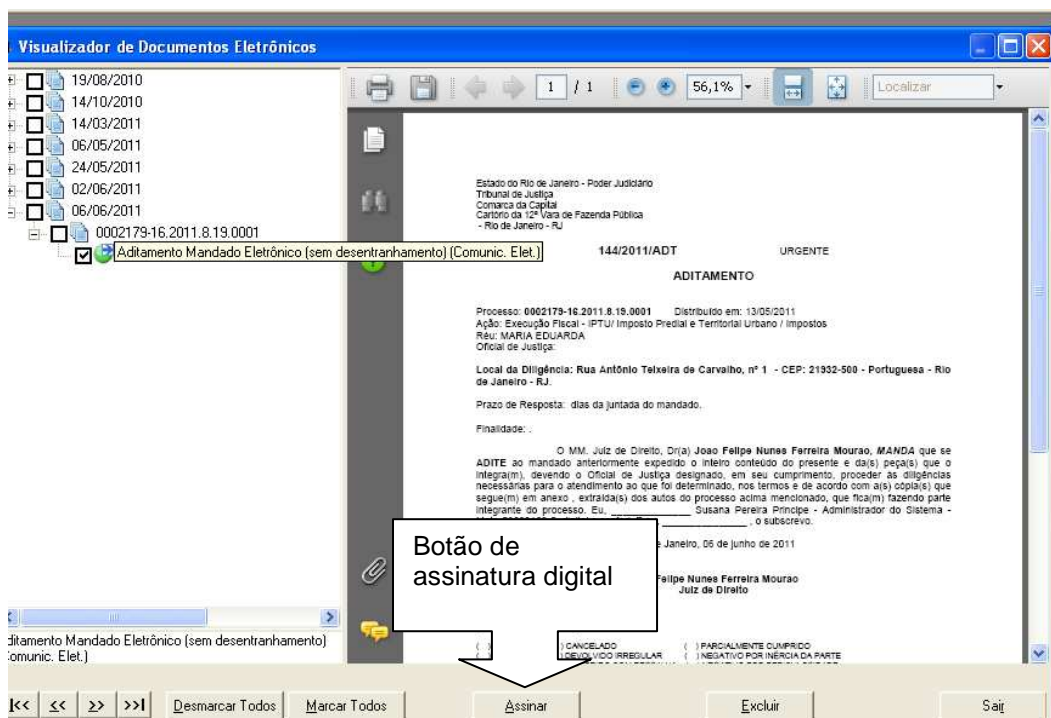 Visualizador de Documentos Eletrônicos
19/08/2010
14/10/2010
14/03/2011
06/05/2011
24/05/2011
02/06/2011
06/06/2011
0002179-16.2011.8.19.0001
Aditamento Mandado Eletrônico (sem desentranhamento) (Comunic. Elet.)
1 / 1
56,1%
Localizar
Estado do Rio de Janeiro - Poder Judiciário
Tribunal de Justiça
Comarca da Capital
Cartório da 12ª Vara de Fazenda Pública
- Rio de Janeiro - RJ
144/2011/ADT URGENTE
ADITAMENTO
Processo: 0002179-16.2011.8.19.0001 Distribuído em: 13/05/2011
Ação: Execução Fiscal - IPTU/ Imposto Predial e Territorial Urbano / Impostos
Réu: MARIA EDUARDA
Oficial de Justiça:
Local da Diligência: Rua Antônio Teixeira de Carvalho, nº 1 - CEP: 21932-500 - Portuguesa - Rio
de Janeiro - RJ.
Prazo de Resposta: dias da juntada do mandado.
Finalidade: .
O MM. Juiz de Direito, Dr(a) Joao Felipe Nunes Ferreira Mourao, MANDA que se
ADITE ao mandado anteriormente expedido o inteiro conteúdo do presente e da(s) peça(s) que o
integra(m), devendo o Oficial de Justiça designado, em seu cumprimento, proceder às diligências
necessárias para o atendimento ao que foi determinado, nos termos e de acordo com a(s) cópia(s) que
segue(m) em anexo , extraída(s) dos autos do processo acima mencionado, que fica(m) fazendo parte
integrante do processo. Eu, ______________ Susana Pereira Principe - Administrador do Sistema -
______________ , o subscrevo.
Janeiro, 06 de junho de 2011
Felipe Nunes Ferreira Mourao
Juiz de Direito
Botão de
assinatura digital
( ) ) CANCELADO ( ) PARCIALMENTE CUMPRIDO
( ) ) DEVOLVIDO IRREGULAR ( ) NEGATIVO POR INÉRCIA DA PARTE
ditamento Mandado Eletrônico (sem desentranhamento)
Comunic. Elet.)
I<< << >> >>I Desmarcar Todos Marcar Todos Assinar Excluir Sair